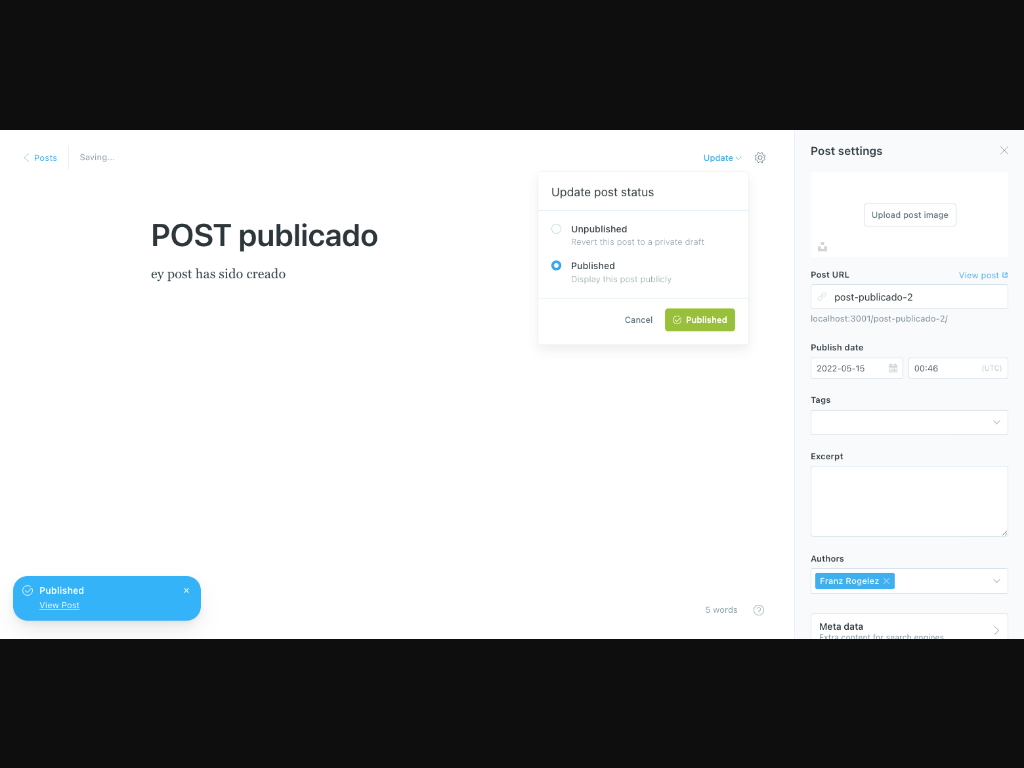 Posts
Saving...
Update
POST publicado
ey post has sido creado
Update post status
Unpublished
Revert this post to a private draft
Published
Display this post publicly
Cancel
Published
Post settings
Upload post image
Post URL
View post
post-publicado-2
localhost:3001/post-publicado-2/
Publish date
2022-05-15
00:46
(UTC)
Tags
Excerpt
Authors
Franz Rogelez
Meta data
Extra content for search engines
Published
View Post
5 words